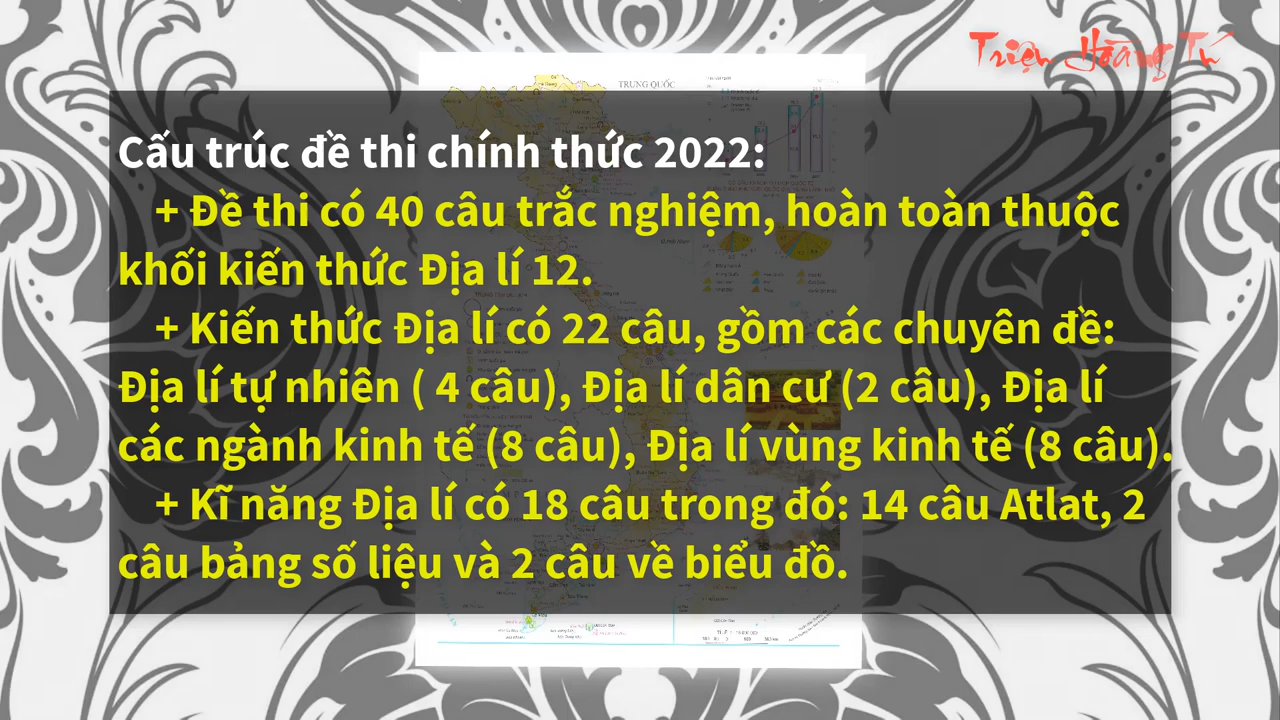 Triện Hoàng Tú
TRUNG QUỐC
Cấu trúc đề thi chính thức 2022:
+ Đề thi có 40 câu trắc nghiệm, hoàn toàn thuộc
khối kiến thức Địa lí 12.
+ Kiến thức Địa lí có 22 câu, gồm các chuyên đề:
Địa lí tự nhiên ( 4 câu), Địa lí dân cư (2 câu), Địa lí
các ngành kinh tế (8 câu), Địa lí vùng kinh tế (8 câu).
+ Kĩ năng Địa lí có 18 câu trong đó: 14 câu Atlat, 2
câu bảng số liệu và 2 câu về biểu đồ.